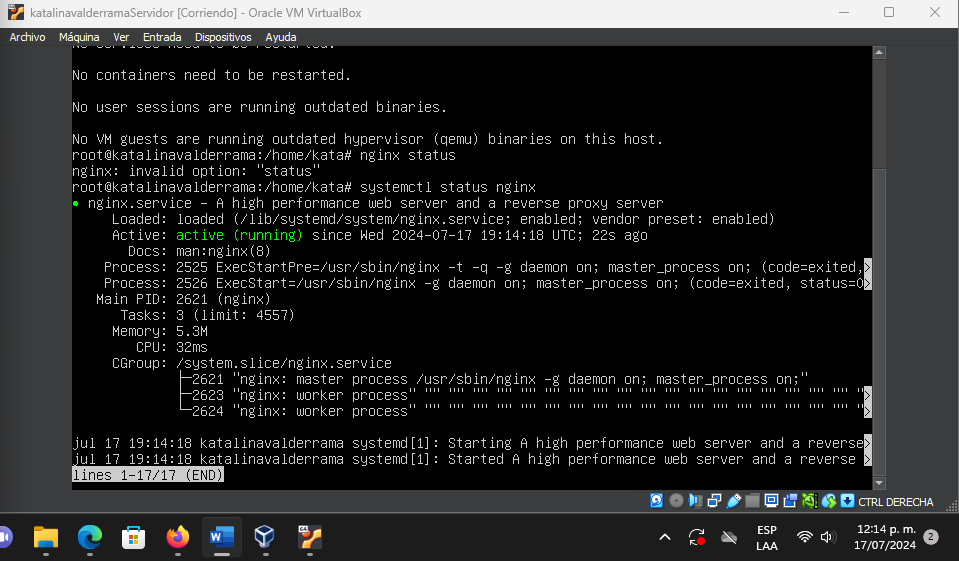 katalinavalderramaServidor [Corriendo] - Oracle VM VirtualBox
Archivo Máquina Ver Entrada Dispositivos Ayuda
No containers need to be restarted.
No user sessions are running outdated binaries.
No VM guests are running outdated hypervisor (qemu) binaries on this host.
root@katalinavalderrama:/home/kata# nginx status
nginx: invalid option: "status"
root@katalinavalderrama:/home/kata# systemctl status nginx
● nginx.service - A high performance web server and a reverse proxy server
Loaded: loaded (/lib/systemd/system/nginx.service; enabled; vendor preset: enabled)
Active: active (running) since Wed 2024-07-17 19:14:18 UTC; 22s ago
Docs: man:nginx(8)
Process: 2525 ExecStartPre=/usr/sbin/nginx -t -q -g daemon on; master_process on; (code=exited,>
Process: 2526 ExecStart=/usr/sbin/nginx -g daemon on; master_process on; (code=exited, status=0>
Main PID: 2621 (nginx)
Tasks: 3 (limit: 4557)
Memory: 5.3M
CPU: 32ms
CGroup: /system.slice/nginx.service
├─2621 "nginx: master process /usr/sbin/nginx -g daemon on; master_process on;"
├─2623 "nginx: worker process" "" "" "" "" "" "" "" "" "" "" "" "" "" "" "" "" "" "" ">
└─2624 "nginx: worker process" "" "" "" "" "" "" "" "" "" "" "" "" "" "" "" "" "" "" ">
jul 17 19:14:18 katalinavalderrama systemd[1]: Starting A high performance web server and a reverse>
jul 17 19:14:18 katalinavalderrama systemd[1]: Started A high performance web server and a reverse >
lines 1-17/17 (END)
CTRL DERECHA
ESP
LAA
12:14 p. m.
17/07/2024
2